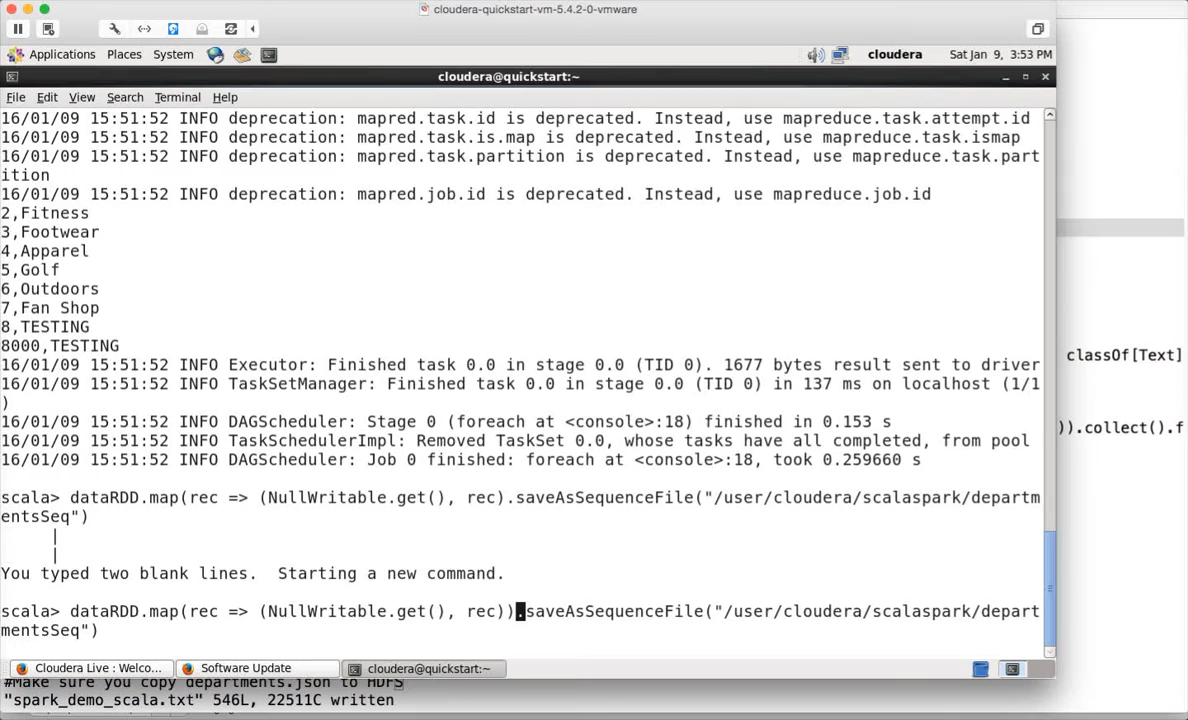 cloudera-quickstart-vm-5.4.2-0-vmware
Applications Places System cloudera Sat Jan 9, 3:53 PM
cloudera@quickstart:~
File Edit View Search Terminal Help
16/01/09 15:51:52 INFO deprecation: mapred.task.id is deprecated. Instead, use mapreduce.task.attempt.id
16/01/09 15:51:52 INFO deprecation: mapred.task.is.map is deprecated. Instead, use mapreduce.task.ismap
16/01/09 15:51:52 INFO deprecation: mapred.task.partition is deprecated. Instead, use mapreduce.task.part
ition
16/01/09 15:51:52 INFO deprecation: mapred.job.id is deprecated. Instead, use mapreduce.job.id
2,Fitness
3,Footwear
4,Apparel
5,Golf
6,Outdoors
7,Fan Shop
8,TESTING
8000,TESTING
16/01/09 15:51:52 INFO Executor: Finished task 0.0 in stage 0.0 (TID 0). 1677 bytes result sent to driver
16/01/09 15:51:52 INFO TaskSetManager: Finished task 0.0 in stage 0.0 (TID 0) in 137 ms on localhost (1/1
)
16/01/09 15:51:52 INFO DAGScheduler: Stage 0 (foreach at <console>:18) finished in 0.153 s
16/01/09 15:51:52 INFO TaskSchedulerImpl: Removed TaskSet 0.0, whose tasks have all completed, from pool
16/01/09 15:51:52 INFO DAGScheduler: Job 0 finished: foreach at <console>:18, took 0.259660 s
scala> dataRDD.map(rec => (NullWritable.get(), rec).saveAsSequenceFile("/user/cloudera/scalaspark/departm
entsSeq")
|
|
You typed two blank lines. Starting a new command.
scala> dataRDD.map(rec => (NullWritable.get(), rec)).saveAsSequenceFile("/user/cloudera/scalaspark/depart
mentsSeq")
classOf[Text]
)).collect().f
Cloudera Live : Welco... Software Update cloudera@quickstart:~
#Make sure you copy departments.json to HDFS
"spark_demo_scala.txt" 546L, 22511C written